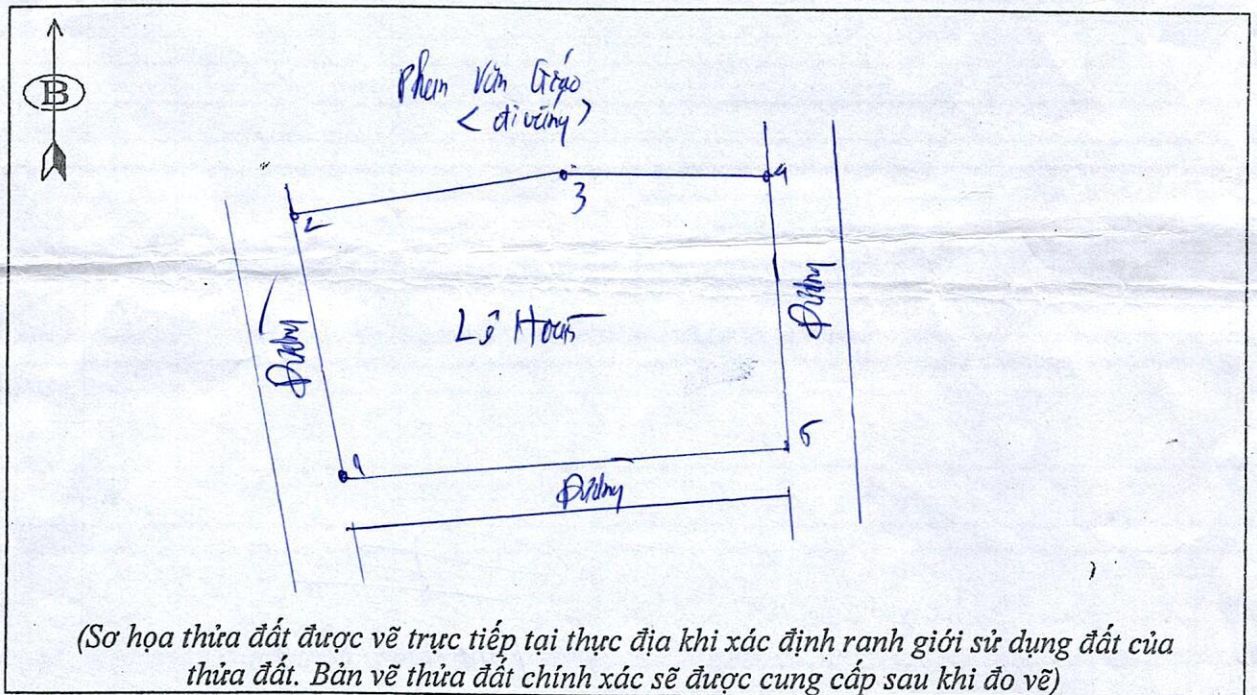 B
Phạm Văn Giáo
< đi vắng >
2
3
4
Đường
Lê Hoàn
Đường
1
5
Đường
(Sơ họa thửa đất được vẽ trực tiếp tại thực địa khi xác định ranh giới sử dụng đất của
thửa đất. Bản vẽ thửa đất chính xác sẽ được cung cấp sau khi đo vẽ)